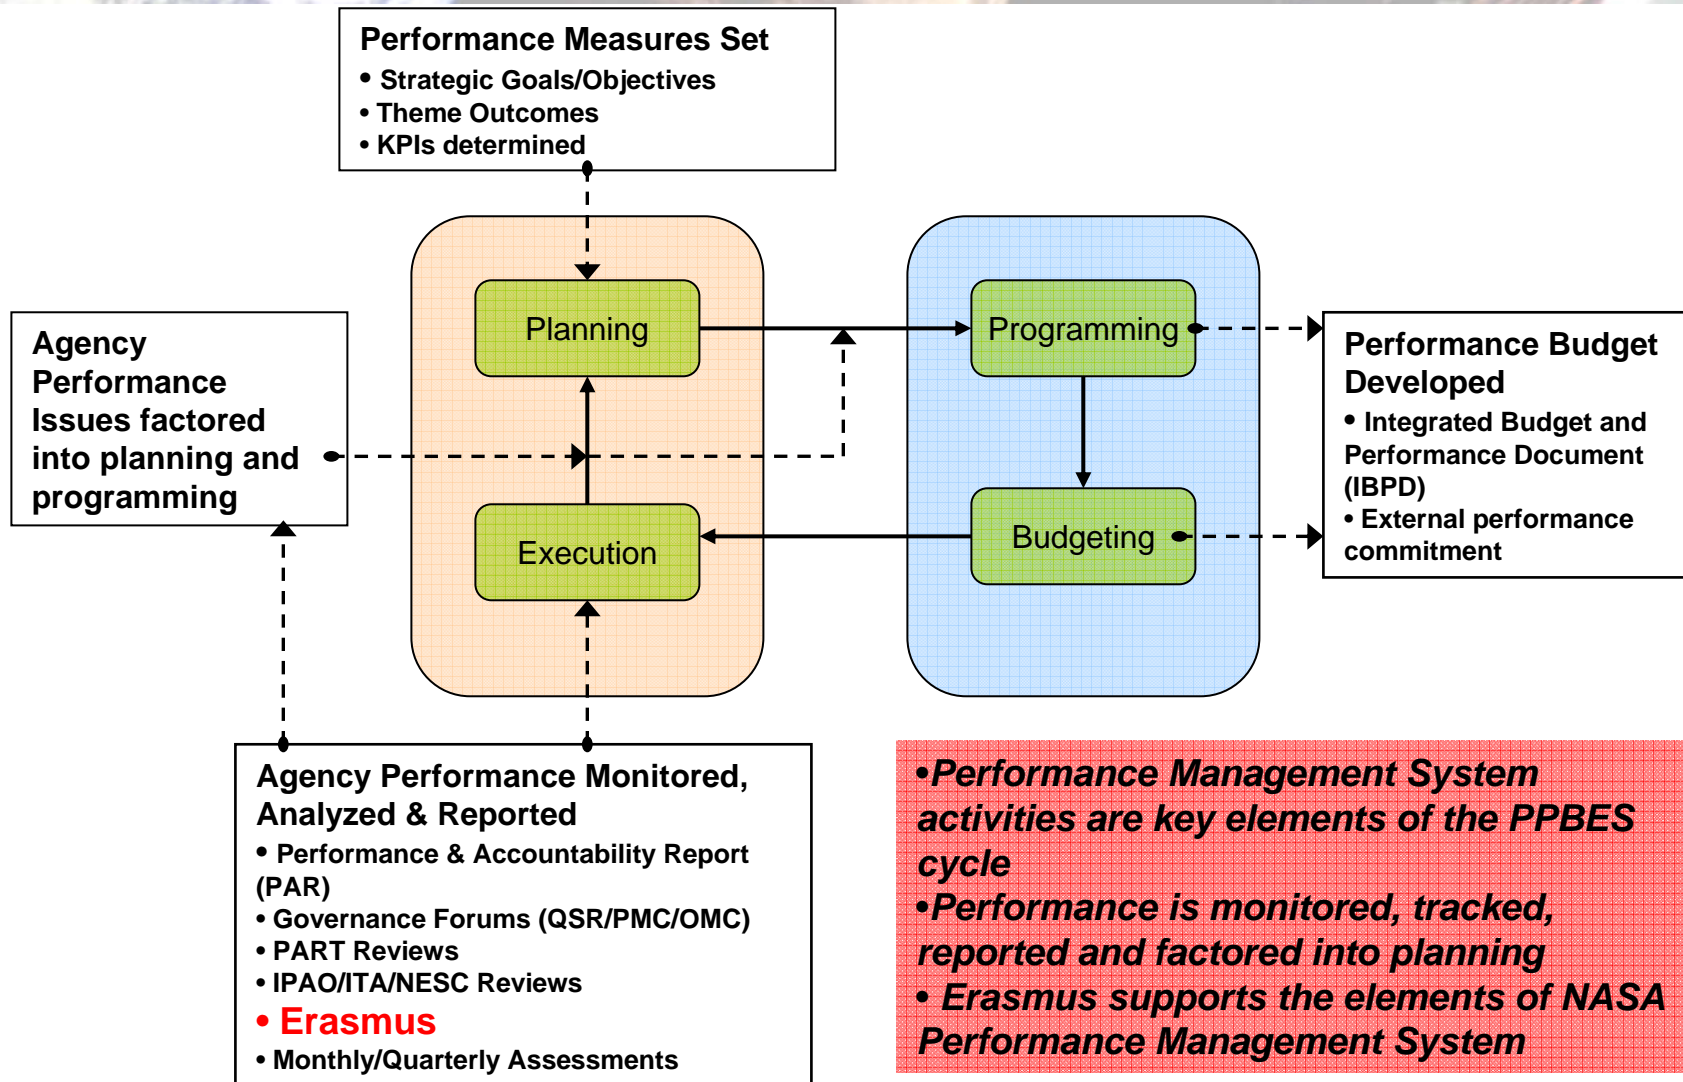 Performance Measures Set
• Strategic Goals/Objectives
• Theme Outcomes
• KPIs determined
Planning
Programming
Agency
Performance
Issues factored
into planning and
programming
Performance Budget
Developed
• Integrated Budget and
Performance Document
(IBPD)
• External performance
commitment
Execution
Budgeting
Agency Performance Monitored,
Analyzed & Reported
• Performance & Accountability Report
(PAR)
• Governance Forums (QSR/PMC/OMC)
• PART Reviews
• IPAO/ITA/NESC Reviews
• Erasmus
• Monthly/Quarterly Assessments
•Performance Management System
activities are key elements of the PPBES
cycle
•Performance is monitored, tracked,
reported and factored into planning
• Erasmus supports the elements of NASA
Performance Management System